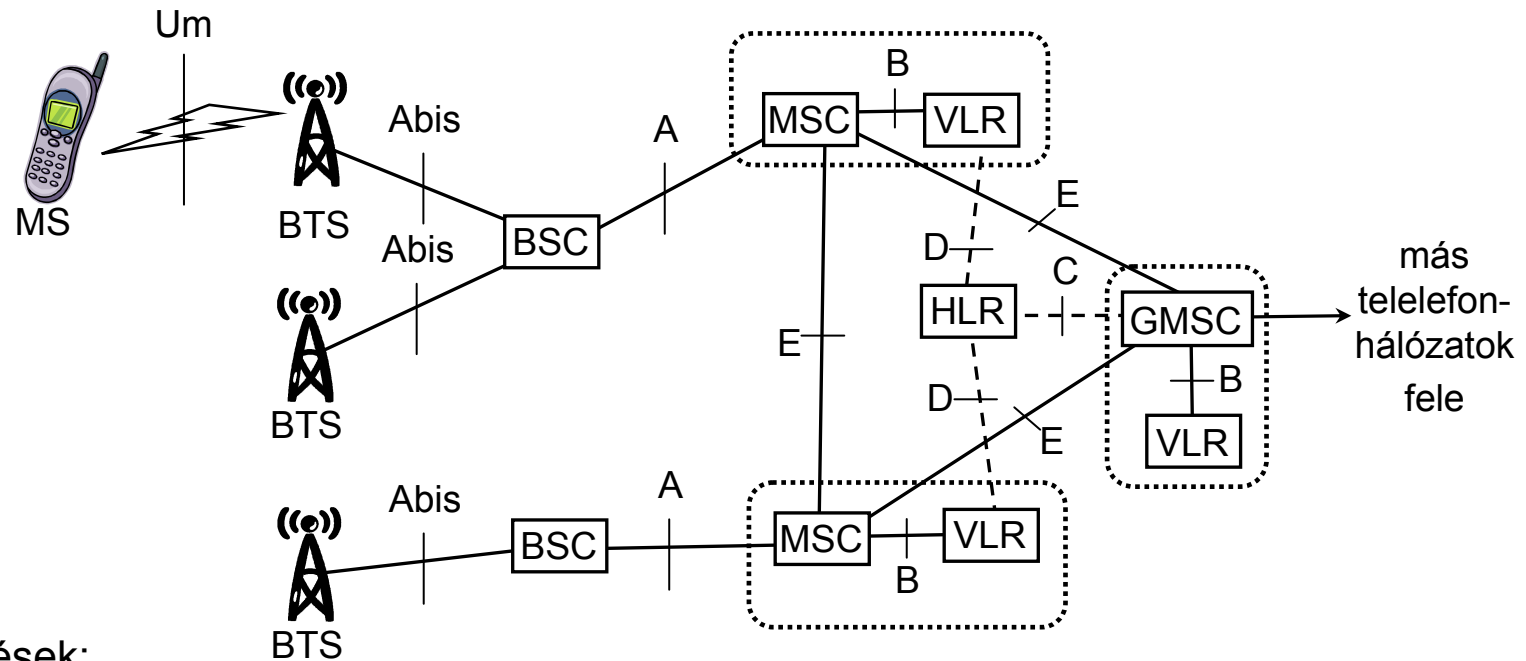 Um
MS
BTS
Abis
Abis
BTS
BSC
A
MSC
B
VLR
E
D
C
HLR
GMSC
E
D
E
B
VLR
más
telelefon-
hálózatok
fele
BTS
Abis
BSC
A
MSC
B
VLR
ések: